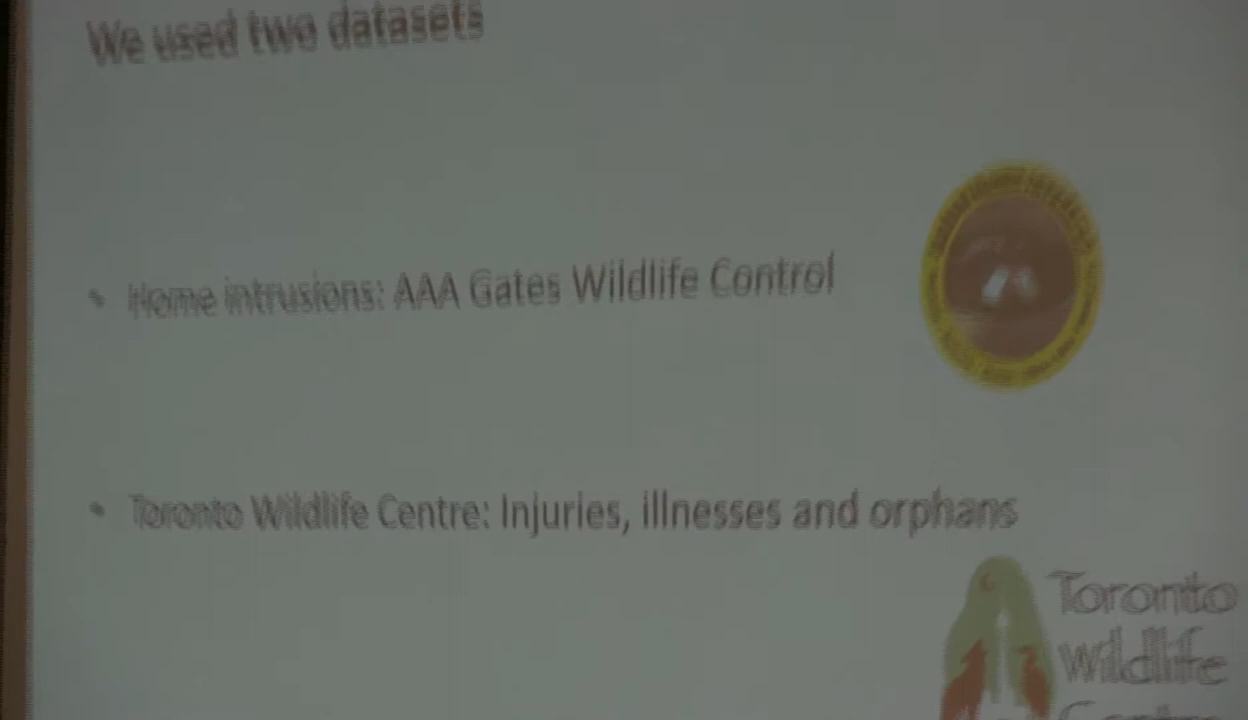 We used two datasets
• Home intrusions: AAA Gates Wildlife Control
• Toronto Wildlife Centre: Injuries, illnesses and orphans
Toronto
Wildlife
Centre